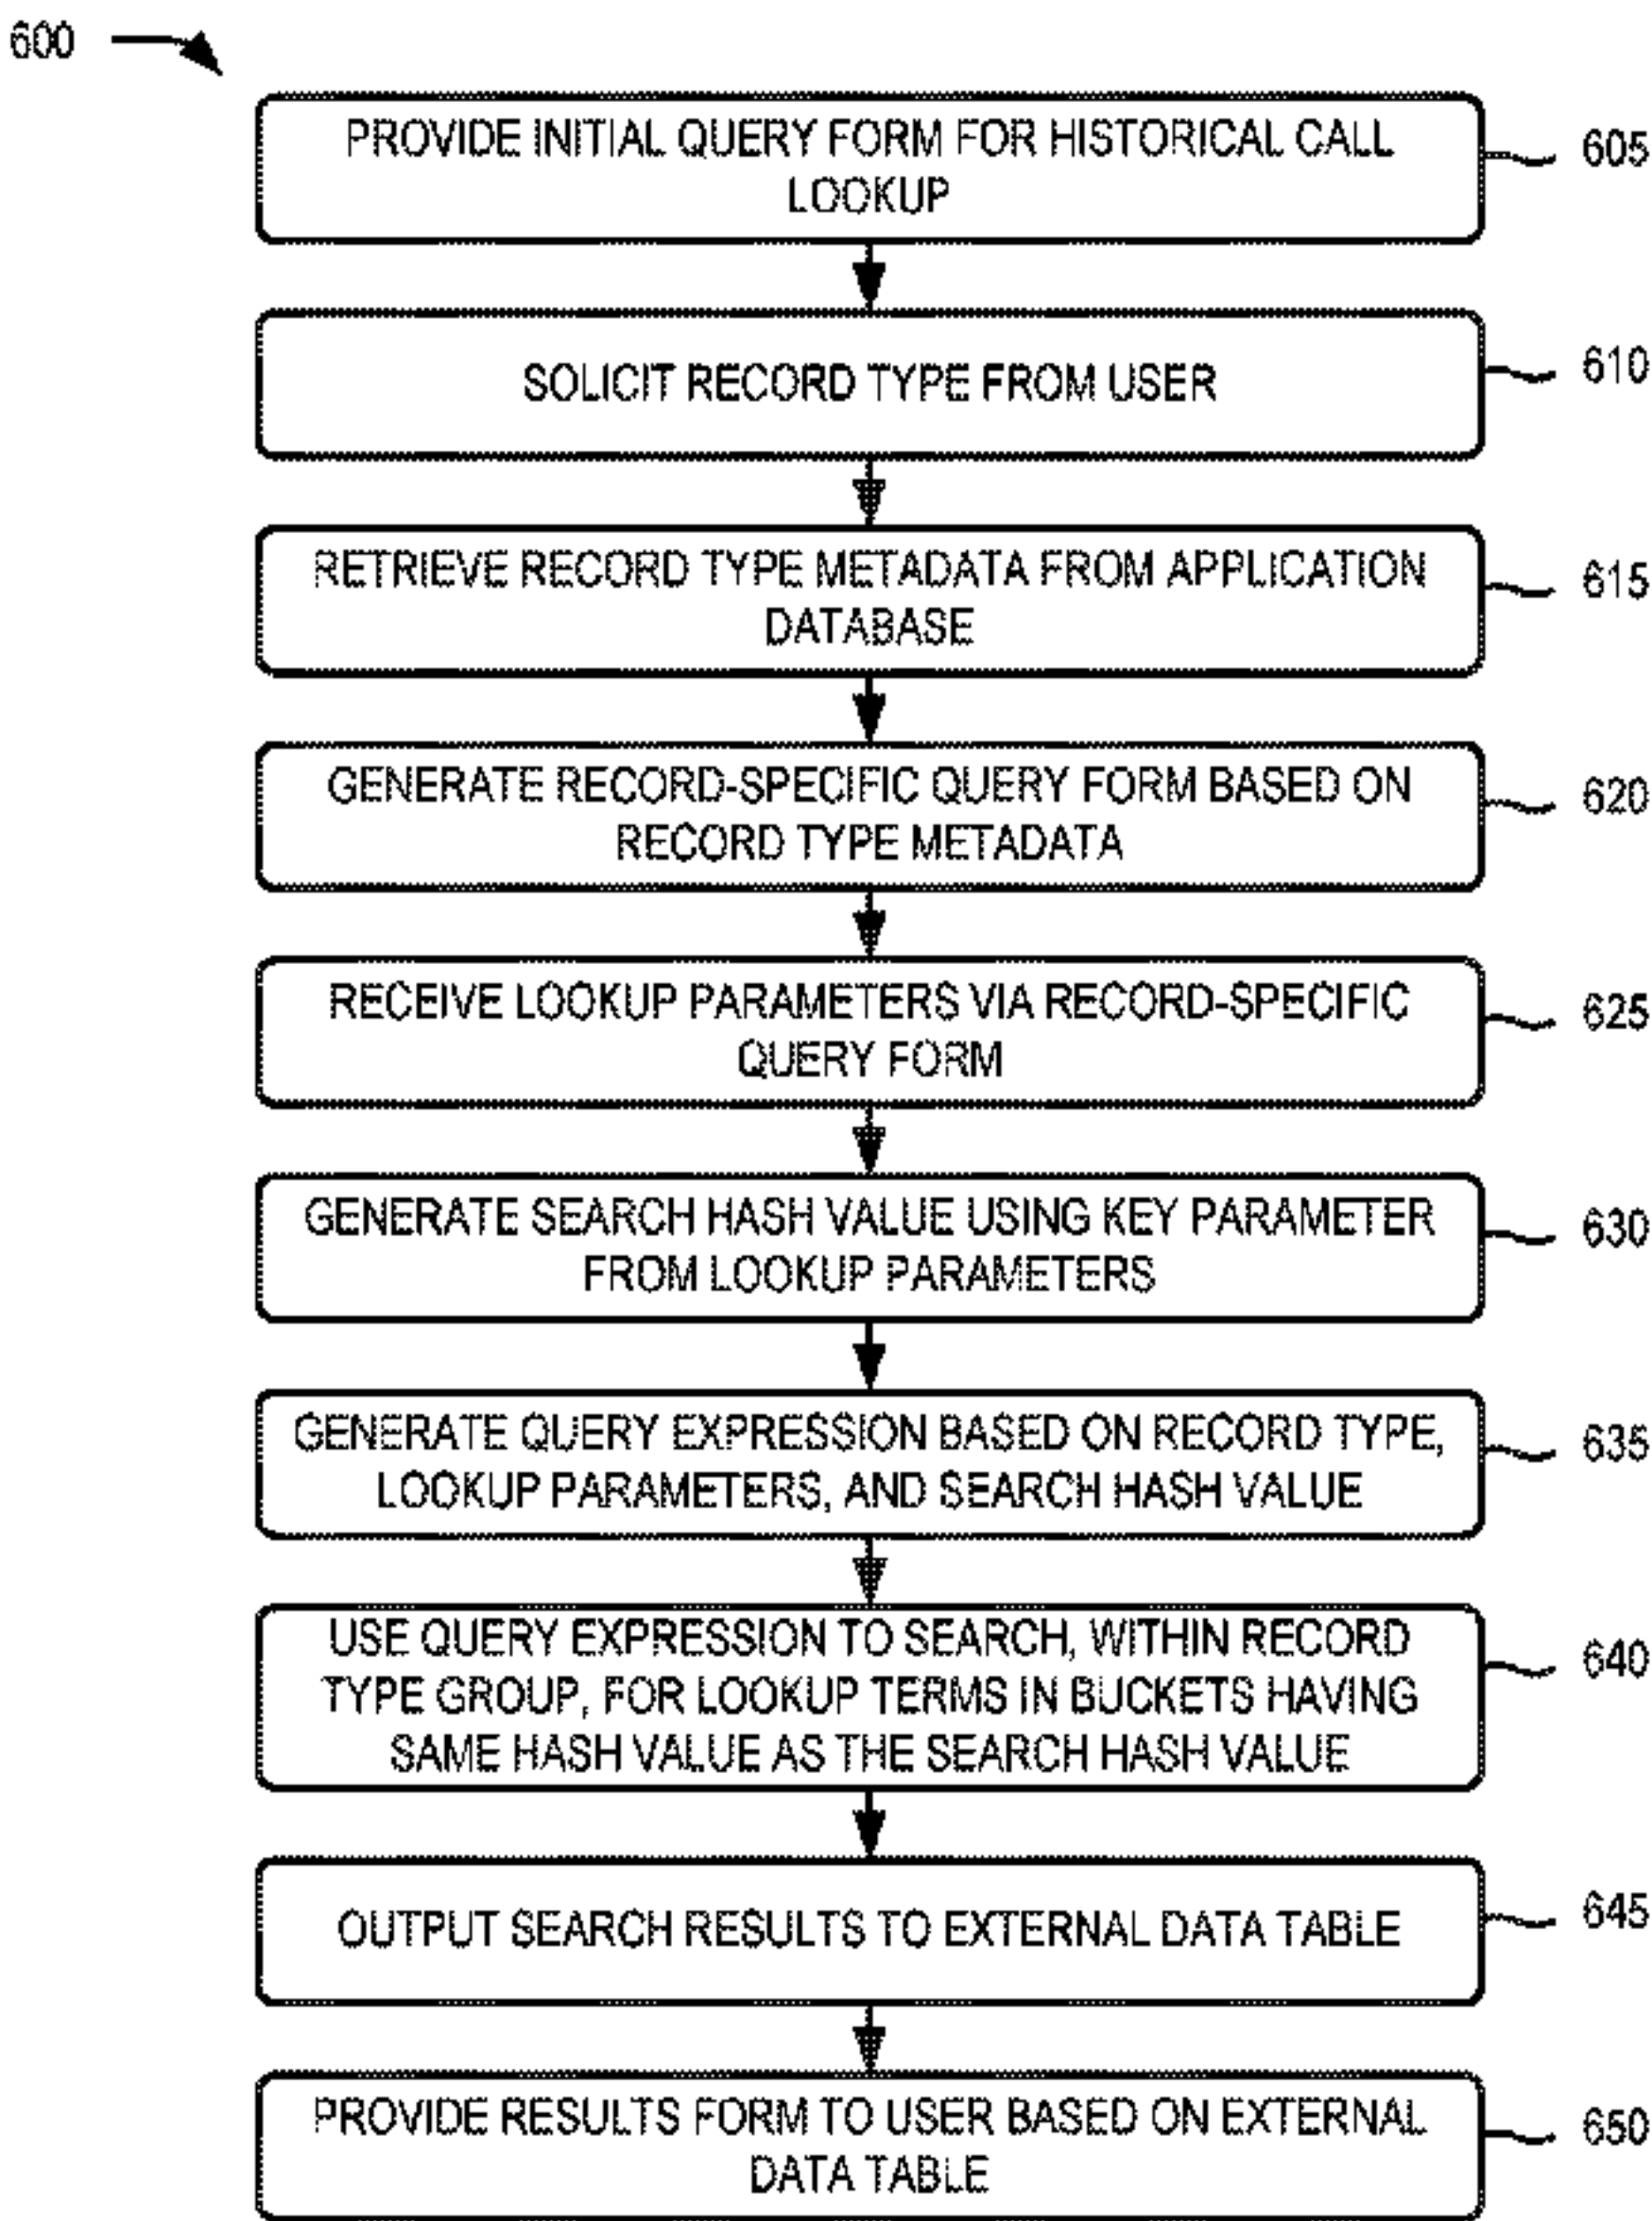 600
PROVIDE INITIAL QUERY FORM FOR HISTORICAL CALL
LOOKUP
605
SOLICIT RECORD TYPE FROM USER
610
RETRIEVE RECORD TYPE METADATA FROM APPLICATION
DATABASE
615
GENERATE RECORD-SPECIFIC QUERY FORM BASED ON
RECORD TYPE METADATA
620
RECEIVE LOOKUP PARAMETERS VIA RECORD-SPECIFIC
QUERY FORM
625
GENERATE SEARCH HASH VALUE USING KEY PARAMETER
FROM LOOKUP PARAMETERS
630
GENERATE QUERY EXPRESSION BASED ON RECORD TYPE,
LOOKUP PARAMETERS, AND SEARCH HASH VALUE
635
USE QUERY EXPRESSION TO SEARCH, WITHIN RECORD
TYPE GROUP, FOR LOOKUP TERMS IN BUCKETS HAVING
SAME HASH VALUE AS THE SEARCH HASH VALUE
640
OUTPUT SEARCH RESULTS TO EXTERNAL DATA TABLE
645
PROVIDE RESULTS FORM TO USER BASED ON EXTERNAL
DATA TABLE
650